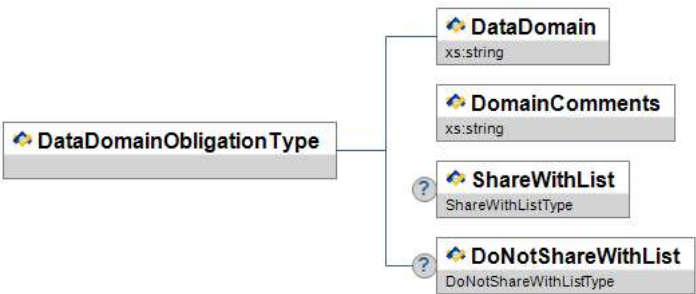 DataDomain
xs:string
DomainComments
xs:string
DataDomainObligationType
?
ShareWithList
ShareWithListType
?
DoNotShareWithList
DoNotShareWithListType